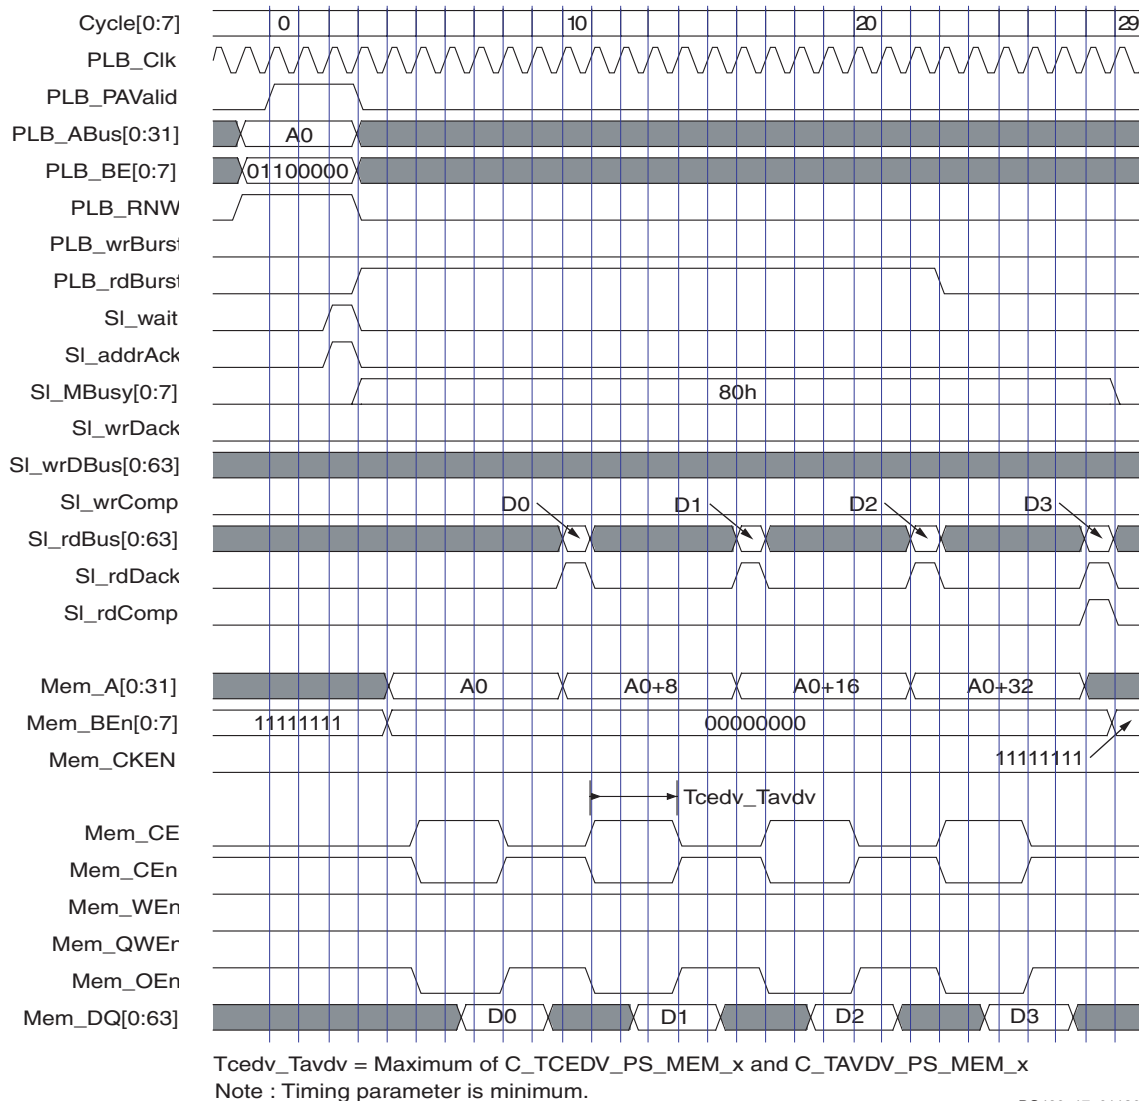 Cycle[0:7] 0 10 20 29
PLB_Clk
PLB_PAValid
PLB_ABus[0:31] A0
PLB_BE[0:7] 01100000
PLB_RNW
PLB_wrBurst
PLB_rdBurst
Sl_wait
Sl_addrAck
Sl_MBusy[0:7] 80h
Sl_wrDack
Sl_wrDBus[0:63]
Sl_wrComp D0 D1 D2 D3
Sl_rdBus[0:63]
Sl_rdDack
Sl_rdComp
Mem_A[0:31] A0 A0+8 A0+16 A0+32
Mem_BEn[0:7] 11111111 00000000
Mem_CKEN 11111111
Tcedv_Tavdv
Mem_CE
Mem_CEn
Mem_WEn
Mem_QWEn
Mem_OEn
Mem_DQ[0:63] D0 D1 D2 D3
Tcedv_Tavdv = Maximum of C_TCEDV_PS_MEM_x and C_TAVDV_PS_MEM_x
Note : Timing parameter is minimum.